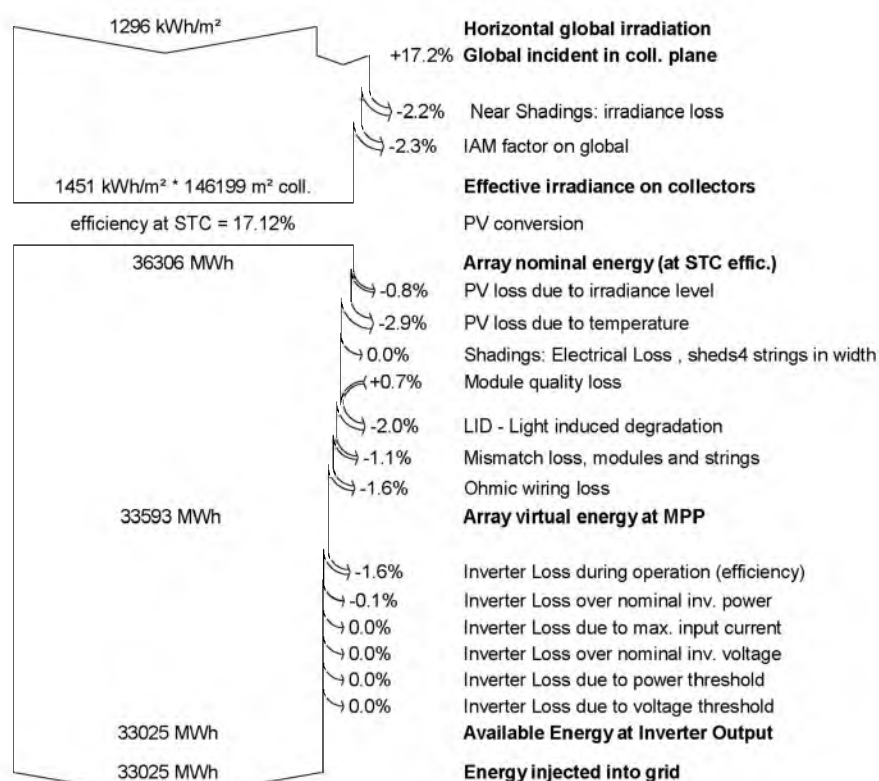 1296 kWh/m² Horizontal global irradiation
+17.2% Global incident in coll. plane
-2.2% Near Shadings: irradiance loss
-2.3% IAM factor on global
1451 kWh/m² * 146199 m² coll. Effective irradiance on collectors
efficiency at STC = 17.12% PV conversion
36306 MWh Array nominal energy (at STC effic.)
-0.8% PV loss due to irradiance level
-2.9% PV loss due to temperature
0.0% Shadings: Electrical Loss , sheds4 strings in width
+0.7% Module quality loss
-2.0% LID - Light induced degradation
-1.1% Mismatch loss, modules and strings
-1.6% Ohmic wiring loss
33593 MWh Array virtual energy at MPP
-1.6% Inverter Loss during operation (efficiency)
-0.1% Inverter Loss over nominal inv. power
0.0% Inverter Loss due to max. input current
0.0% Inverter Loss over nominal inv. voltage
0.0% Inverter Loss due to power threshold
0.0% Inverter Loss due to voltage threshold
33025 MWh Available Energy at Inverter Output
33025 MWh Energy injected into grid